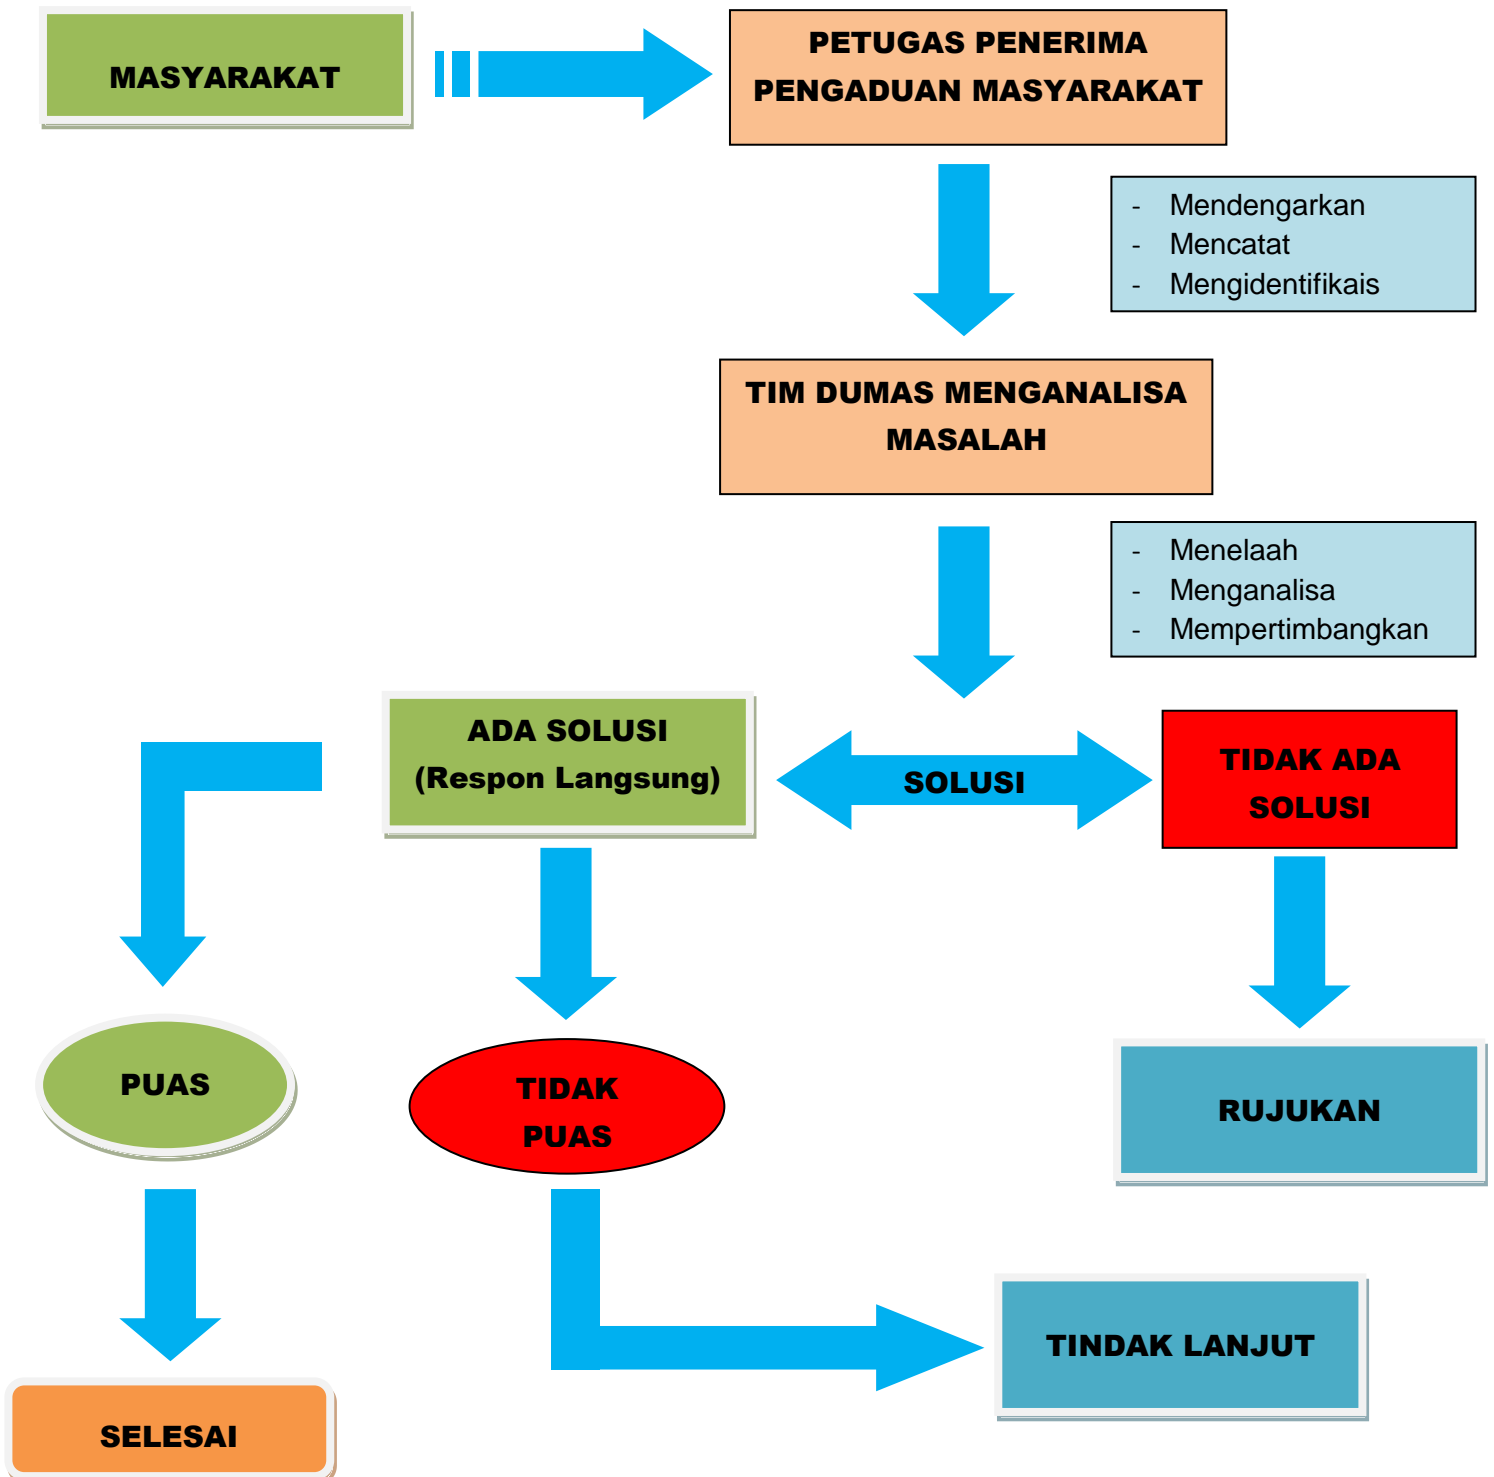 MASYARAKAT
PETUGAS PENERIMA
PENGADUAN MASYARAKAT
- Mendengarkan
- Mencatat
- Mengidentifikais
TIM DUMAS MENGANALISA
MASALAH
- Menelaah
- Menganalisa
- Mempertimbangkan
ADA SOLUSI
(Respon Langsung)
SOLUSI
TIDAK ADA
SOLUSI
PUAS
TIDAK
PUAS
RUJUKAN
TINDAK LANJUT
SELESAI